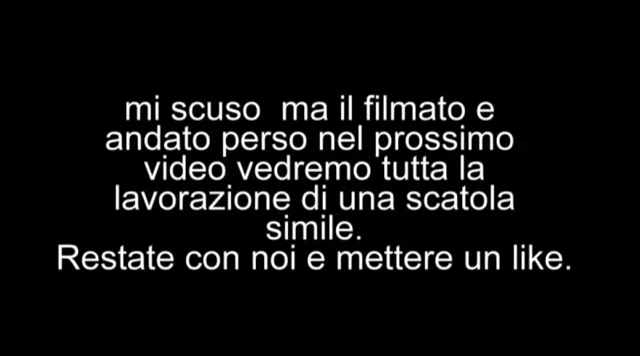 mi scuso  ma il filmato e
andato perso nel prossimo
video vedremo tutta la
lavorazione di una scatola
simile.
Restate con noi e mettere un like.